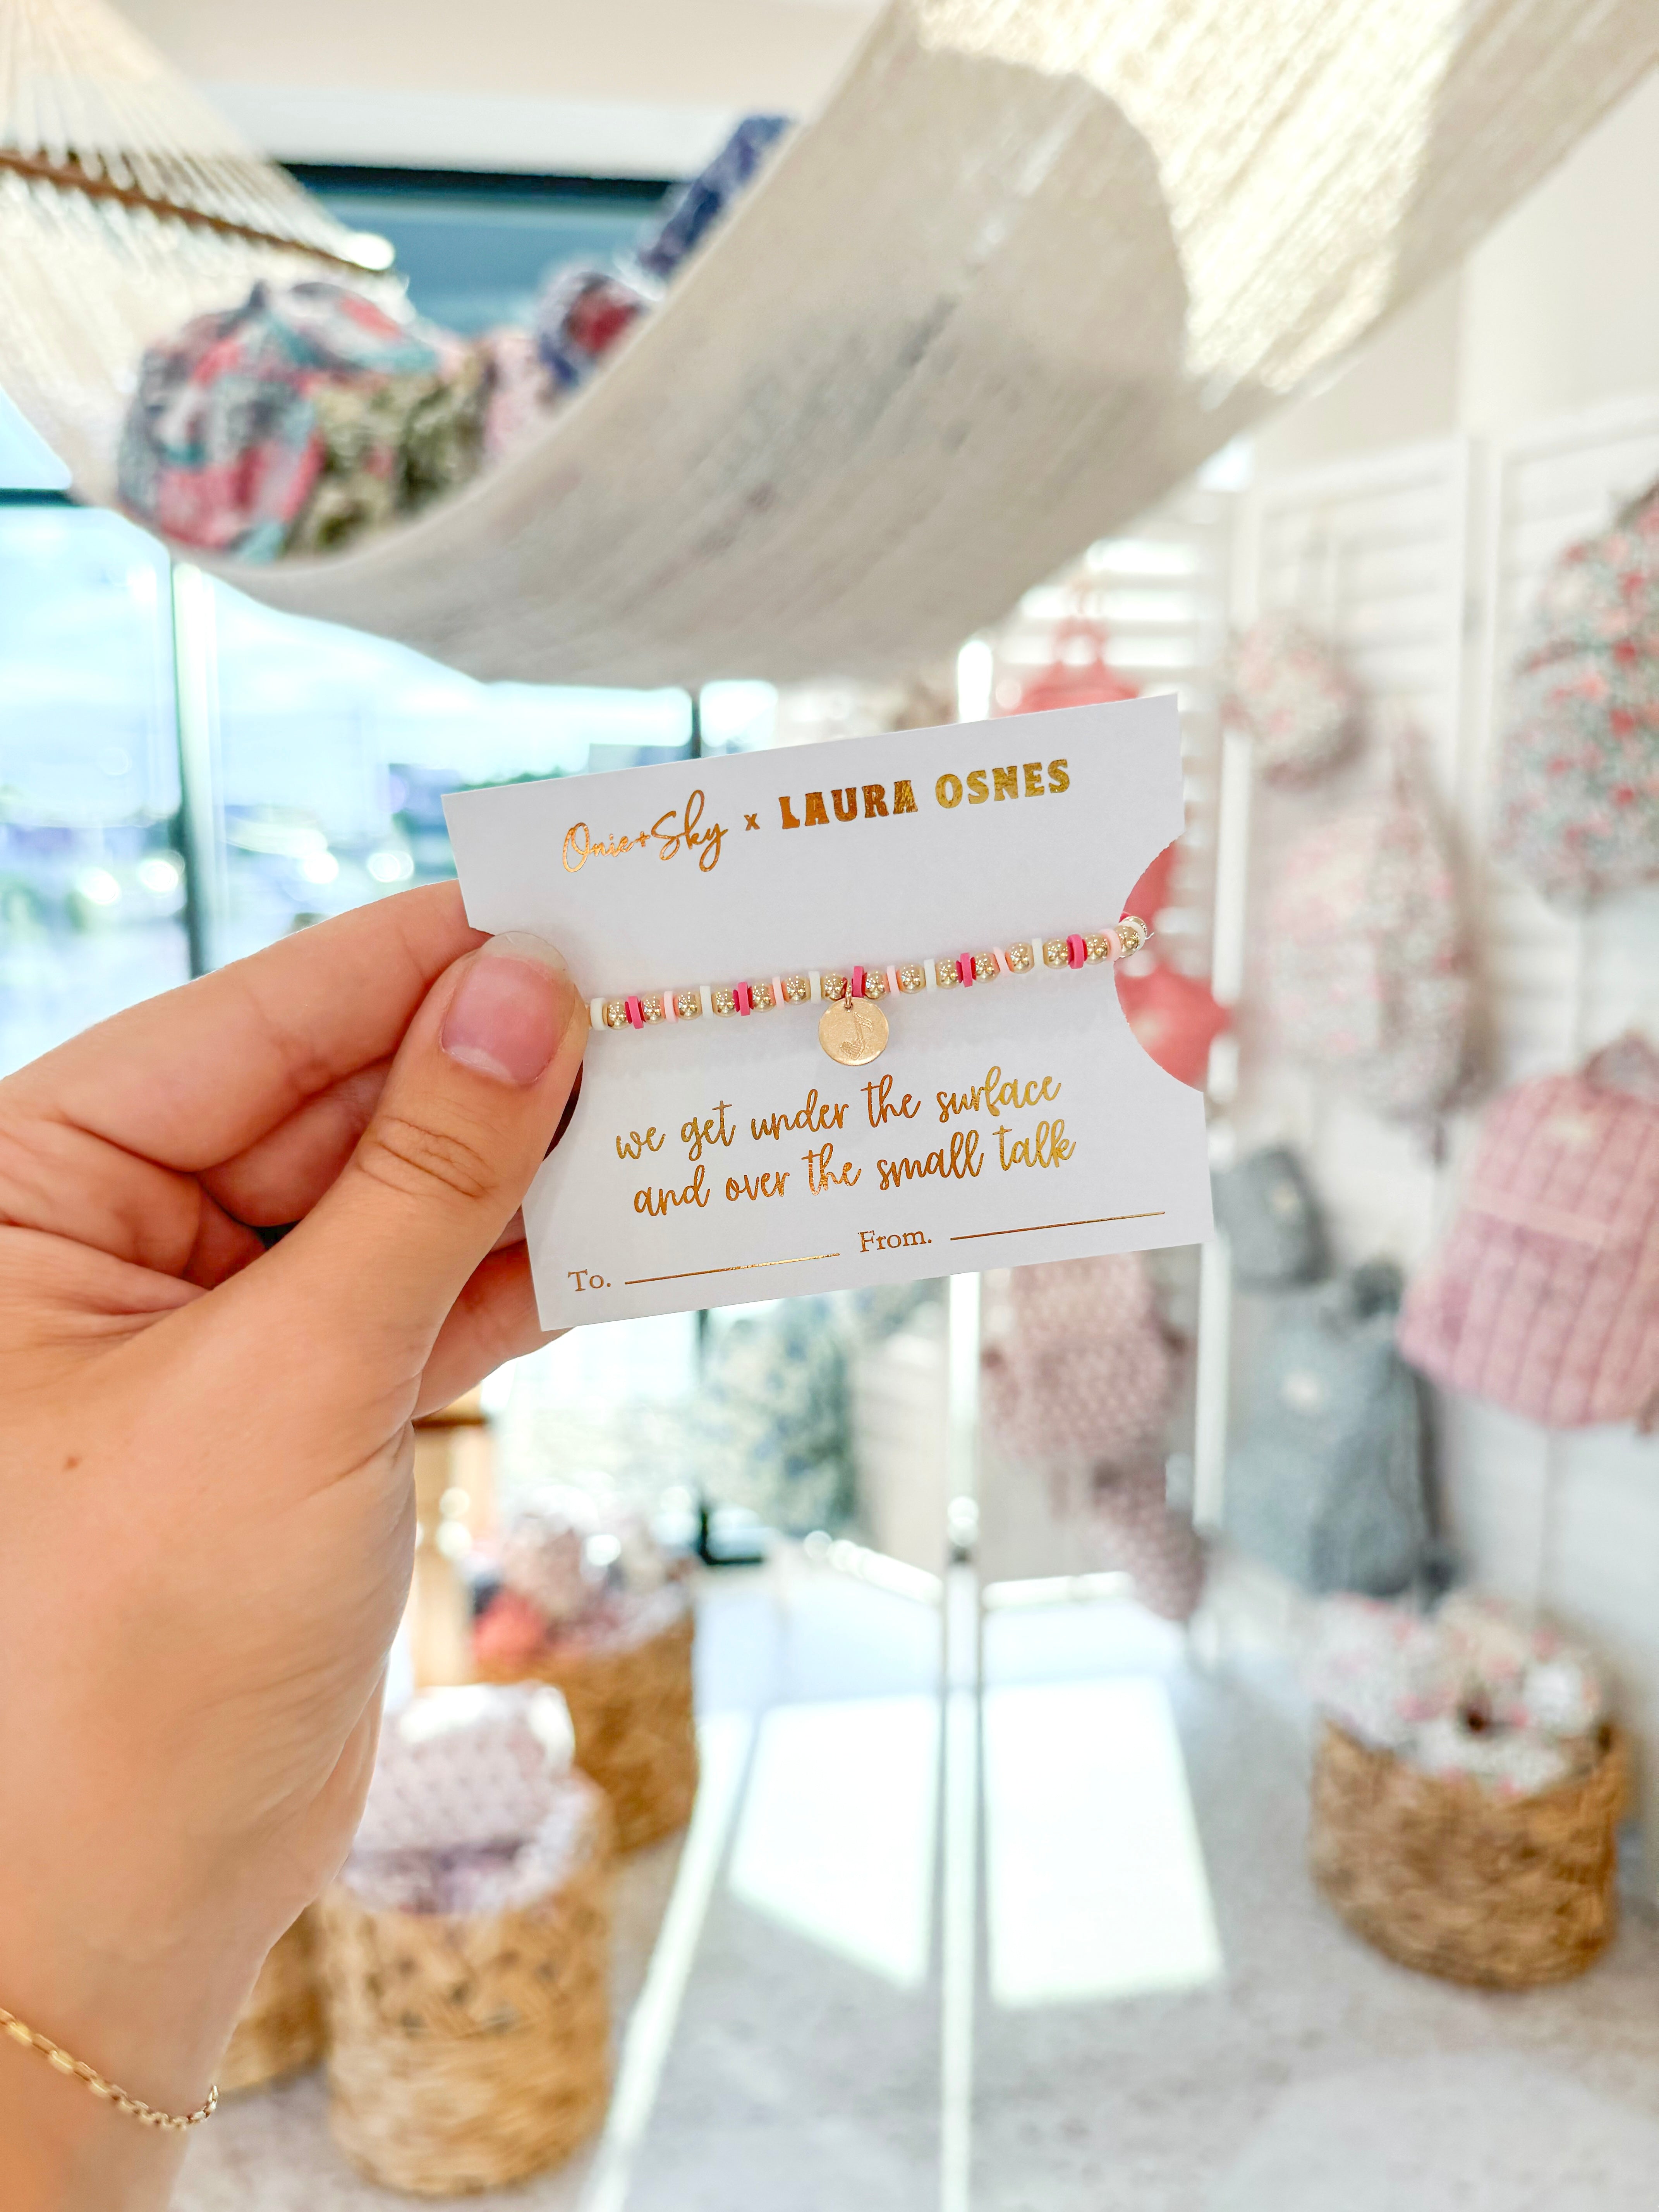 Onie+Sky x LAURA OSNES
we get under the surface
and over the small talk
To. From.